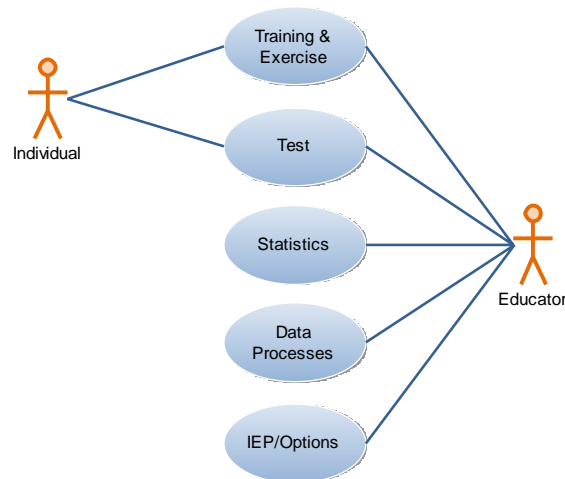 Training &
Exercise
Individual
Test
Statistics
Educator
Data
Processes
IEP/Options